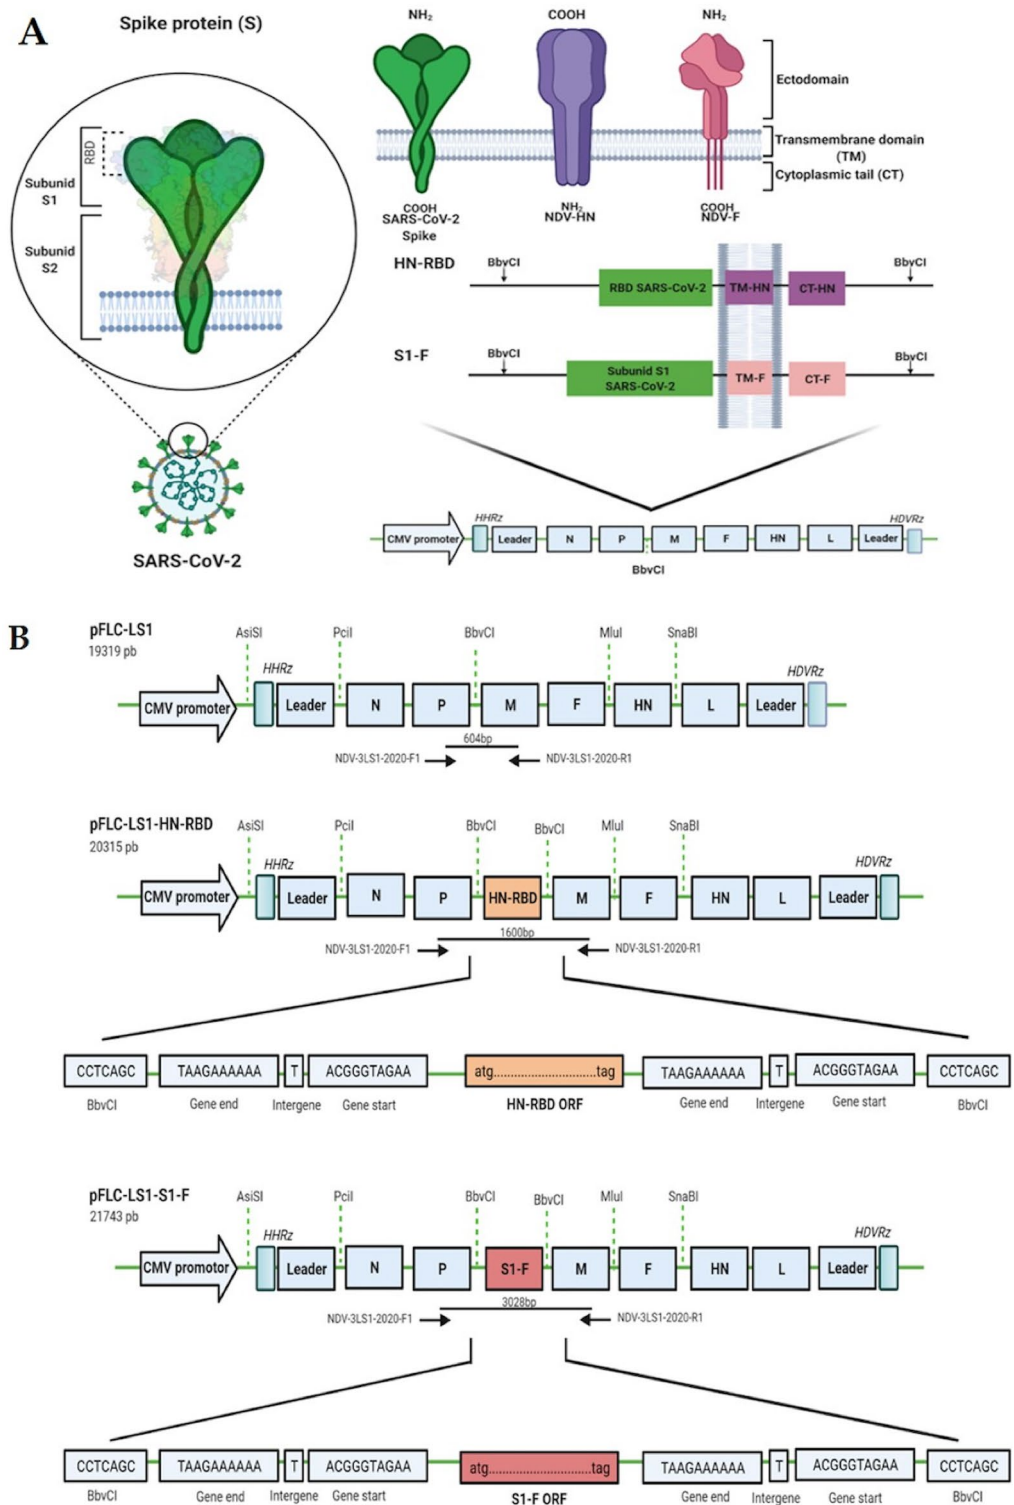 A
Spike protein (S)
RBD
Subunid
S1
Subunid
S2
SARS-CoV-2
NH₂
COOH
NH₂
Ectodomain
Transmembrane domain
(TM)
Cytoplasmic tail (CT)
COOH
SARS-CoV-2
Spike
NH₂
NDV-HN
COOH
NDV-F
HN-RBD
BbvCI
RBD SARS-CoV-2
TM-HN
CT-HN
BbvCI
S1-F
BbvCI
Subunid S1
SARS-CoV-2
TM-F
CT-F
BbvCI
CMV promoter
HHRz
Leader
N
P
M
F
HN
L
Leader
HDVRz
BbvCI
B
pFLC-LS1
19319 pb
AsiSI
PciI
BbvCI
MluI
SnaBI
HHRz
HDVRz
CMV promoter
Leader
N
P
M
F
HN
L
Leader
604bp
NDV-3LS1-2020-F1
NDV-3LS1-2020-R1
pFLC-LS1-HN-RBD
20315 pb
AsiSI
PciI
BbvCI
BbvCI
MluI
SnaBI
HHRz
HDVRz
CMV promoter
Leader
N
P
HN-RBD
M
F
HN
L
Leader
1600bp
NDV-3LS1-2020-F1
NDV-3LS1-2020-R1
CCTCAGC
TAAGAAAAAA
T
ACGGGTAGAA
atg............................tag
TAAGAAAAAA
T
ACGGGTAGAA
CCTCAGC
BbvCI
Gene end
Intergene
Gene start
HN-RBD ORF
Gene end
Intergene
Gene start
BbvCI
pFLC-LS1-S1-F
21743 pb
AsiSI
PciI
BbvCI
BbvCI
MluI
SnaBI
HHRz
HDVRz
CMV promotor
Leader
N
P
S1-F
M
F
HN
L
Leader
3028bp
NDV-3LS1-2020-F1
NDV-3LS1-2020-R1
CCTCAGC
TAAGAAAAAA
T
ACGGGTAGAA
atg............................tag
TAAGAAAAAA
T
ACGGGTAGAA
CCTCAGC
BbvCI
Gene end
Intergene
Gene start
S1-F ORF
Gene end
Intergene
Gene start
BbvCI